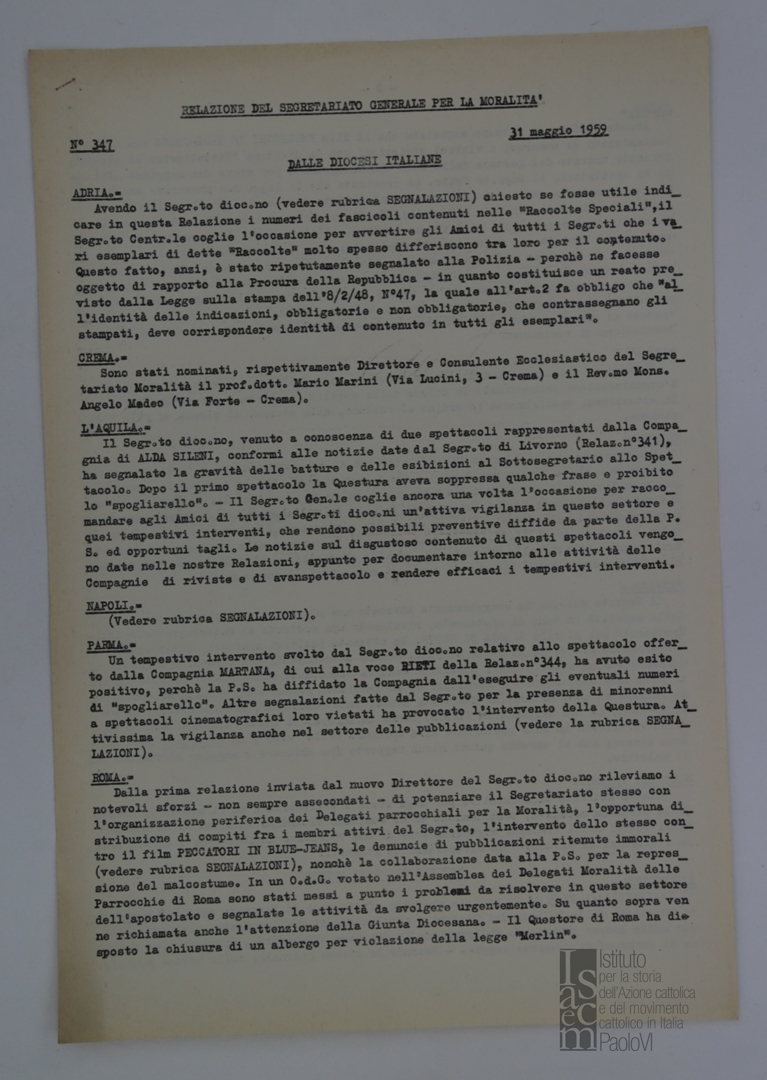 RELAZIONE DEL SEGRETARIATO GENERALE PER LA MORALITA'
N° 347
31 maggio 1959
DALLE DIOCESI ITALIANE
ADRIA.=
Avendo il Segr.to dioc.no (vedere rubrica SEGNALAZIONI) chiesto se fosse utile indi_
care in questa Relazione i numeri dei fascicoli contenuti nelle "Raccolte Speciali",il
Segr.to Centr.le coglie l'occasione per avvertire gli Amici di tutti i Segr.ti che i va_
ri esemplari di dette "Raccolte" molto spesso differiscono tra loro per il contenuto.
Questo fatto, anzi, è stato ripetutamente segnalato alla Polizia - perchè ne facesse
oggetto di rapporto alla Procura della Repubblica - in quanto costituisce un reato pre_
visto dalla Legge sulla stampa dell'8/2/48, N°47, la quale all'art.2 fa obbligo che "al_
l'identità delle indicazioni, obbligatorie e non obbligatorie, che contrassegnano gli
stampati, deve corrispondere identità di contenuto in tutti gli esemplari".
CREMA.=
Sono stati nominati, rispettivamente Direttore e Consulente Ecclesiastico del Segre_
tariato Moralità il prof.dott. Mario Marini (Via Lucini, 3 - Crema) e il Rev.mo Mons.
Angelo Madeo (Via Forte - Crema).
L'AQUILA.=
Il Segr.to dioc.no, venuto a conoscenza di due spettacoli rappresentati dalla Compa_
gnia di ALDA SILENI, conformi alle notizie date dal Segr.to di Livorno (Relaz.n°341),
ha segnalato la gravità delle batture e delle esibizioni al Sottosegretario allo Spet_
tacolo. Dopo il primo spettacolo la Questura aveva soppressa qualche frase e proibito
lo "spogliarello". - Il Segr.to Gen.le coglie ancora una volta l'occasione per racco_
mandare agli Amici di tutti i Segr.ti dioc.ni un'attiva vigilanza in questo settore e
quei tempestivi interventi, che rendono possibili preventive diffide da parte della P.
S. ed opportuni tagli. Le notizie sul disgustoso contenuto di questi spettacoli vengo_
no date nelle nostre Relazioni, appunto per documentare intorno alle attività delle
Compagnie di riviste e di avanspettacolo e rendere efficaci i tempestivi interventi.
NAPOLI.=
(Vedere rubrica SEGNALAZIONI).
PARMA.=
Un tempestivo intervento svolto dal Segr.to dioc.no relativo allo spettacolo offer_
to dalla Compagnia MARTANA, di cui alla voce RIETI della Relaz.n°344, ha avuto esito
positivo, perchè la P.S. ha diffidato la Compagnia dall'eseguire gli eventuali numeri
di "spogliarello". Altre segnalazioni fatte dal Segr.to per la presenza di minorenni
a spettacoli cinematografici loro vietati ha provocato l'intervento della Questura. At_
tivissima la vigilanza anche nel settore delle pubblicazioni (vedere la rubrica SEGNA_
LAZIONI).
ROMA.=
Dalla prima relazione inviata dal nuovo Direttore del Segr.to dioc.no rileviamo i
notevoli sforzi - non sempre assecondati - di potenziare il Segretariato stesso con
l'organizzazione periferica dei Delegati parrocchiali per la Moralità, l'opportuna di_
stribuzione di compiti fra i membri attivi del Segr.to, l'intervento dello stesso con_
tro il film PECCATORI IN BLUE-JEANS, le denuncie di pubblicazioni ritenute immorali
(vedere rubrica SEGNALAZIONI), nonchè la collaborazione data alla P.S. per la repres_
sione del malcostume. In un O.d.G. votato nell'Assemblea dei Delegati Moralità delle
Parrocchie di Roma sono stati messi a punto i problemi da risolvere in questo settore
dell'apostolato e segnalate le attività da svolgere urgentemente. Su quanto sopra ven_
ne richiamata anche l'attenzione della Giunta Diocesana. - Il Questore di Roma ha di=
sposto la chiusura di un albergo per violazione della legge "Merlin".
Isacem
Istituto
per la storia
dell'Azione cattolica
e del movimento
cattolico in Italia
PaoloVI